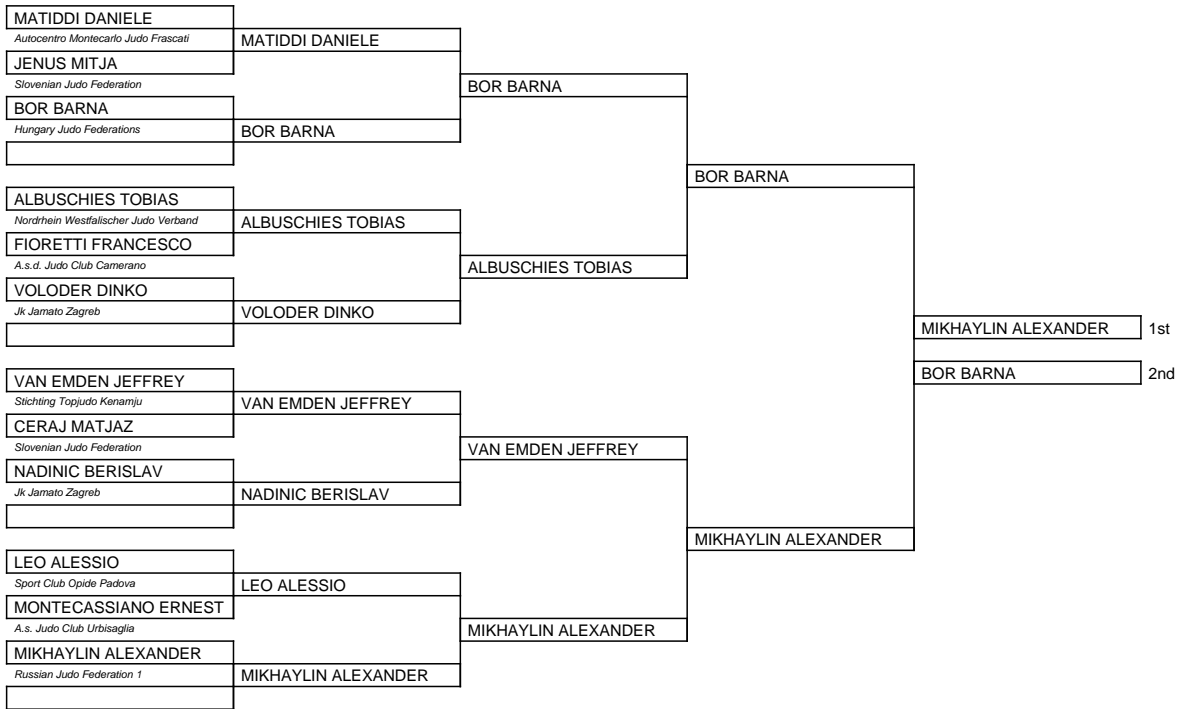 MATIDDI DANIELE
Autocentro Montecarlo Judo Frascati
MATIDDI DANIELE
JENUS MITJA
Slovenian Judo Federation
BOR BARNA
BOR BARNA
Hungary Judo Federations
BOR BARNA
BOR BARNA
ALBUSCHIES TOBIAS
Nordrhein Westfalischer Judo Verband
ALBUSCHIES TOBIAS
FIORETTI FRANCESCO
A.s.d. Judo Club Camerano
ALBUSCHIES TOBIAS
VOLODER DINKO
Jk Jamato Zagreb
VOLODER DINKO
MIKHAYLIN ALEXANDER 1st
BOR BARNA 2nd
VAN EMDEN JEFFREY
Stichting Topjudo Kenamju
VAN EMDEN JEFFREY
CERAJ MATJAZ
Slovenian Judo Federation
VAN EMDEN JEFFREY
NADINIC BERISLAV
Jk Jamato Zagreb
NADINIC BERISLAV
MIKHAYLIN ALEXANDER
LEO ALESSIO
Sport Club Opide Padova
LEO ALESSIO
MONTECASSIANO ERNEST
A.s. Judo Club Urbisaglia
MIKHAYLIN ALEXANDER
MIKHAYLIN ALEXANDER
Russian Judo Federation 1
MIKHAYLIN ALEXANDER